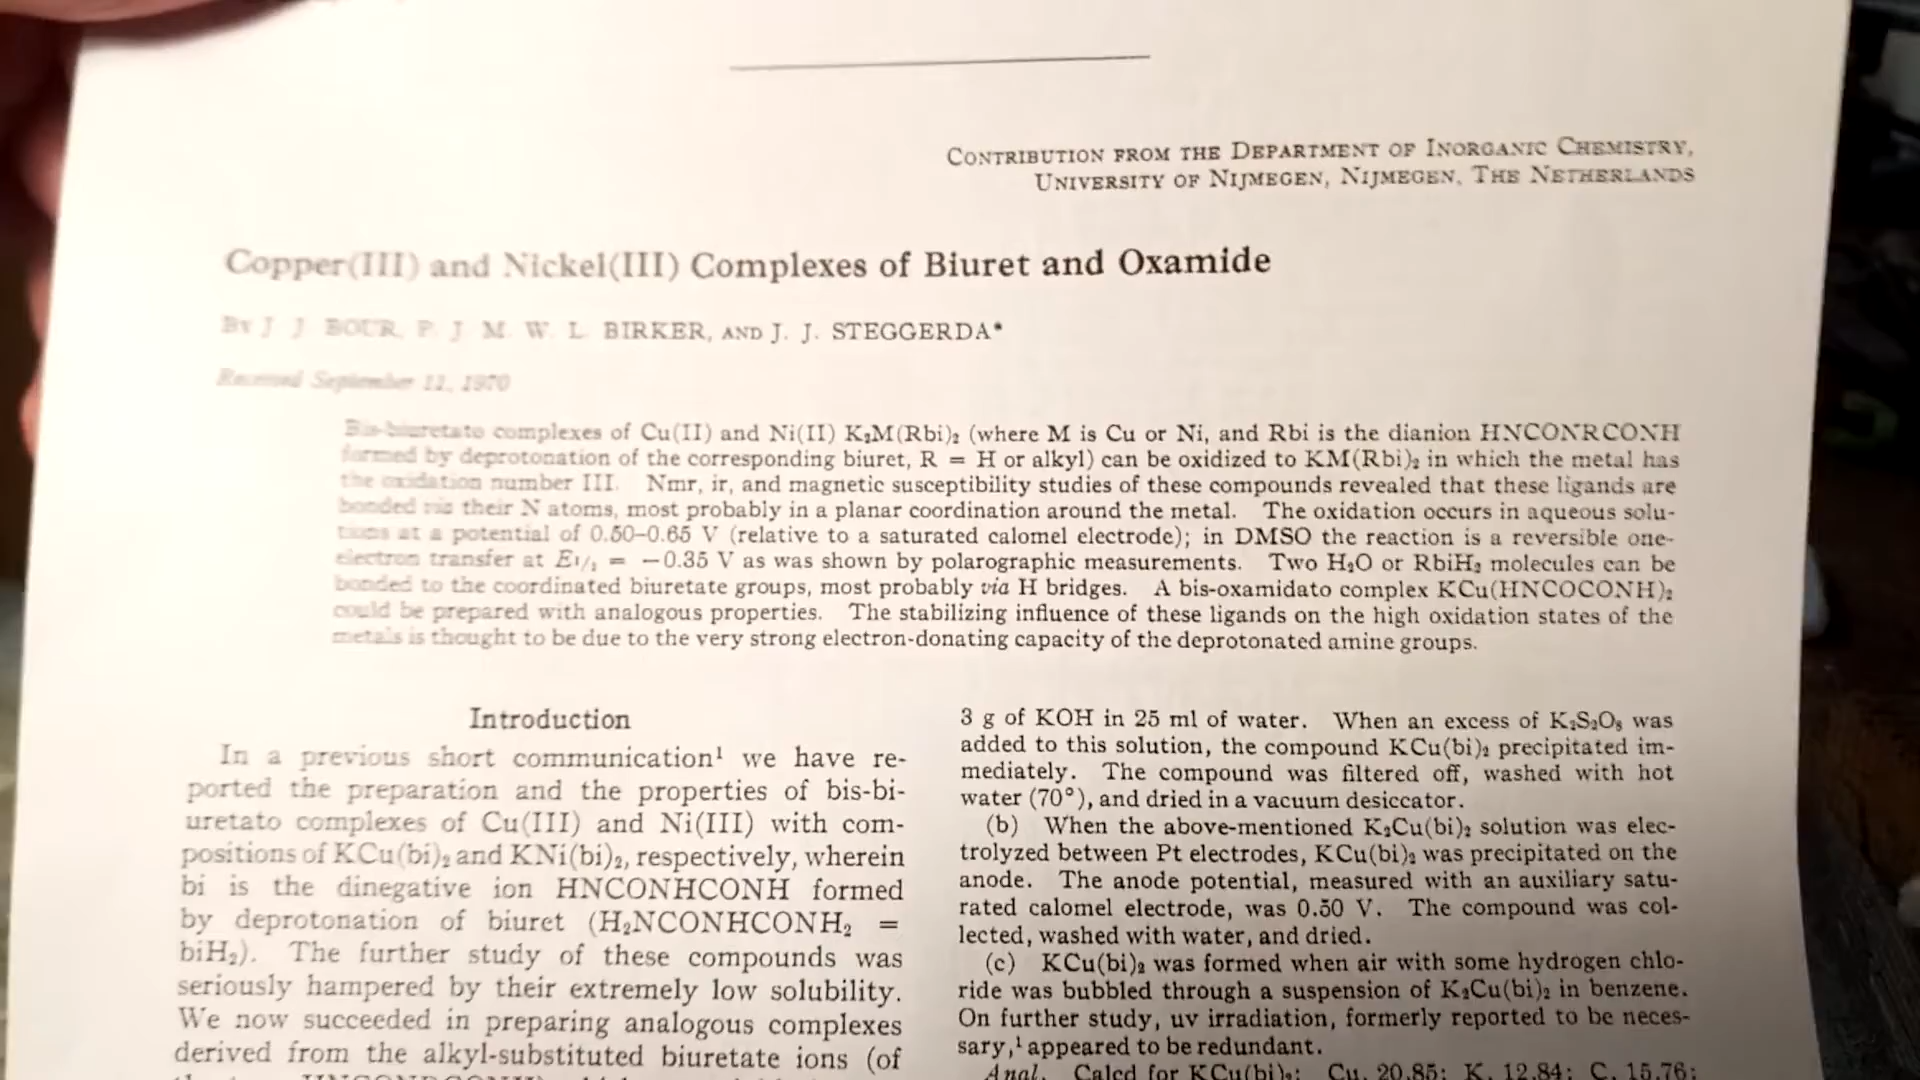 CONTRIBUTION FROM THE DEPARTMENT OF INORGANIC CHEMISTRY,
UNIVERSITY OF NIJMEGEN, NIJMEGEN, THE NETHERLANDS
Copper(III) and Nickel(III) Complexes of Biuret and Oxamide
BY J. J. BOUR, P. J. M. W. L. BIRKER, AND J. J. STEGGERDA*
Received September 11, 1970
Bis-biuretato complexes of Cu(II) and Ni(II) K₂M(Rbi)₂ (where M is Cu or Ni, and Rbi is the dianion HNCONRCONH
formed by deprotonation of the corresponding biuret, R = H or alkyl) can be oxidized to KM(Rbi)₂ in which the metal has
the oxidation number III. Nmr, ir, and magnetic susceptibility studies of these compounds revealed that these ligands are
bonded via their N atoms, most probably in a planar coordination around the metal. The oxidation occurs in aqueous solu-
tions at a potential of 0.50–0.65 V (relative to a saturated calomel electrode); in DMSO the reaction is a reversible one-
electron transfer at E1/2 = −0.35 V as was shown by polarographic measurements. Two H₂O or RbiH₂ molecules can be
bonded to the coordinated biuretate groups, most probably via H bridges. A bis-oxamidato complex KCu(HNCOCONH)₂
could be prepared with analogous properties. The stabilizing influence of these ligands on the high oxidation states of the
metals is thought to be due to the very strong electron-donating capacity of the deprotonated amine groups.
Introduction
In a previous short communication¹ we have re-
ported the preparation and the properties of bis-bi-
uretato complexes of Cu(III) and Ni(III) with com-
positions of KCu(bi)₂ and KNi(bi)₂, respectively, wherein
bi is the dinegative ion HNCONHCONH formed
by deprotonation of biuret (H₂NCONHCONH₂ =
biH₂). The further study of these compounds was
seriously hampered by their extremely low solubility.
We now succeeded in preparing analogous complexes
derived from the alkyl-substituted biuretate ions (of
3 g of KOH in 25 ml of water. When an excess of K₂S₂O₈ was
added to this solution, the compound KCu(bi)₂ precipitated im-
mediately. The compound was filtered off, washed with hot
water (70°), and dried in a vacuum desiccator.
(b) When the above-mentioned K₂Cu(bi)₂ solution was elec-
trolyzed between Pt electrodes, KCu(bi)₂ was precipitated on the
anode. The anode potential, measured with an auxiliary satu-
rated calomel electrode, was 0.50 V. The compound was col-
lected, washed with water, and dried.
(c) KCu(bi)₂ was formed when air with some hydrogen chlo-
ride was bubbled through a suspension of K₂Cu(bi)₂ in benzene.
On further study, uv irradiation, formerly reported to be neces-
sary,¹ appeared to be redundant.
Anal. Calcd for KCu(bi)₂: Cu, 20.85; K, 12.84; C, 15.76;